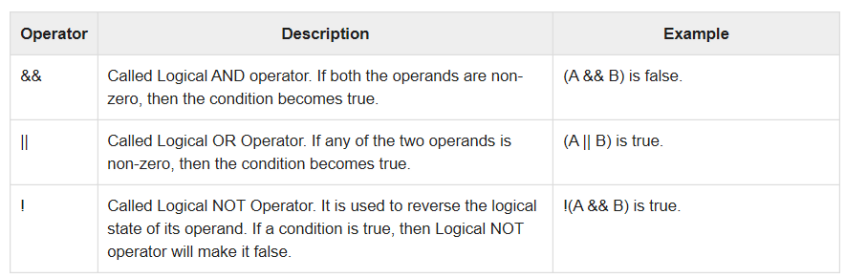 Operator Description Example
&& Called Logical AND operator. If both the operands are non- (A && B) is false.
zero, then the condition becomes true.
|| Called Logical OR Operator. If any of the two operands is (A || B) is true.
non-zero, then the condition becomes true.
! Called Logical NOT Operator. It is used to reverse the logical !(A && B) is true.
state of its operand. If a condition is true, then Logical NOT
operator will make it false.